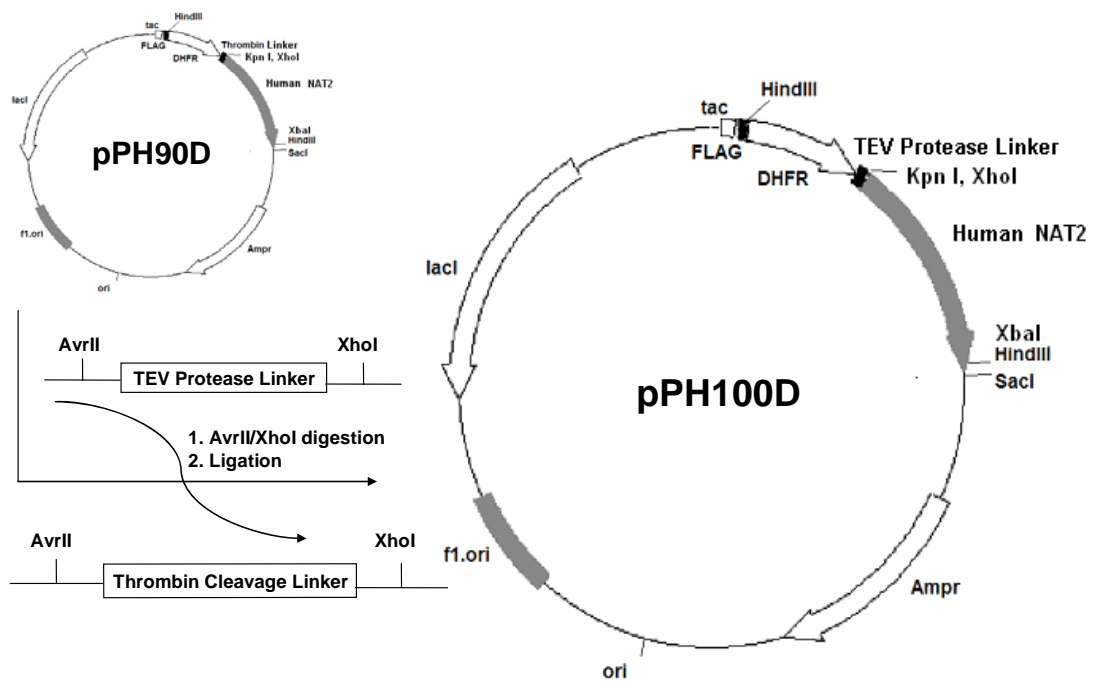 HindIII
tac
FLAG
DHFR
Thrombin Linker
Kpn I, XhoI
Human NAT2
lacI
pPH90D
XbaI
HindIII
SacI
f1.ori
Ampr
ori
AvrII
XhoI
TEV Protease Linker
1. AvrII/XhoI digestion
2. Ligation
AvrII
XhoI
Thrombin Cleavage Linker
HindIII
tac
FLAG
DHFR
TEV Protease Linker
Kpn I, XhoI
Human NAT2
lacI
XbaI
HindIII
SacI
pPH100D
f1.ori
Ampr
ori